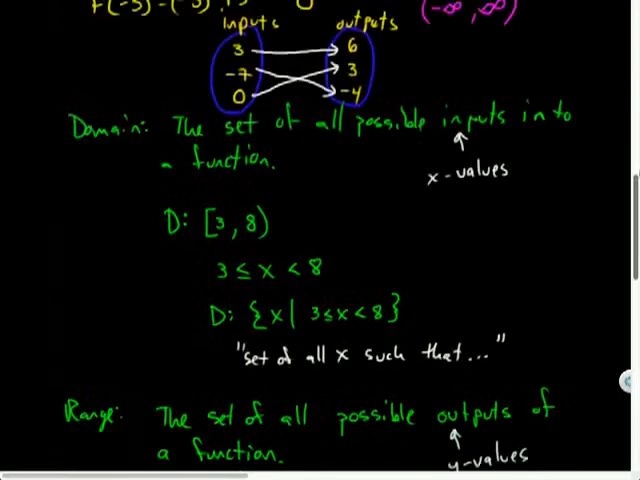 inputs outputs (-∞, ∞)
3 6
-7 3
0 -4
Domain: The set of all possible inputs into
a function.
x-values
D: [3, 8)
3 ≤ x < 8
D: {x| 3≤x<8}
"set of all x such that..."
Range: The set of all possible outputs of
a function.
y-values